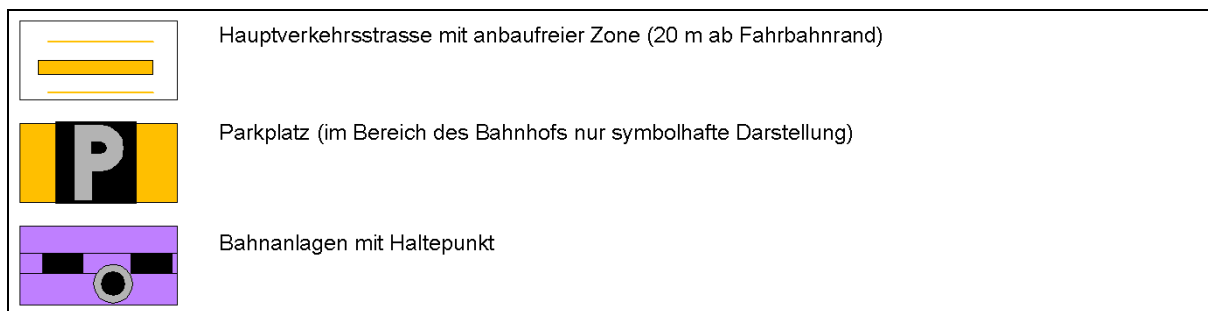 Hauptverkehrsstrasse mit anbaufreier Zone (20 m ab Fahrbahnrand)
P
Parkplatz (im Bereich des Bahnhofs nur symbolhafte Darstellung)
Bahnanlagen mit Haltepunkt